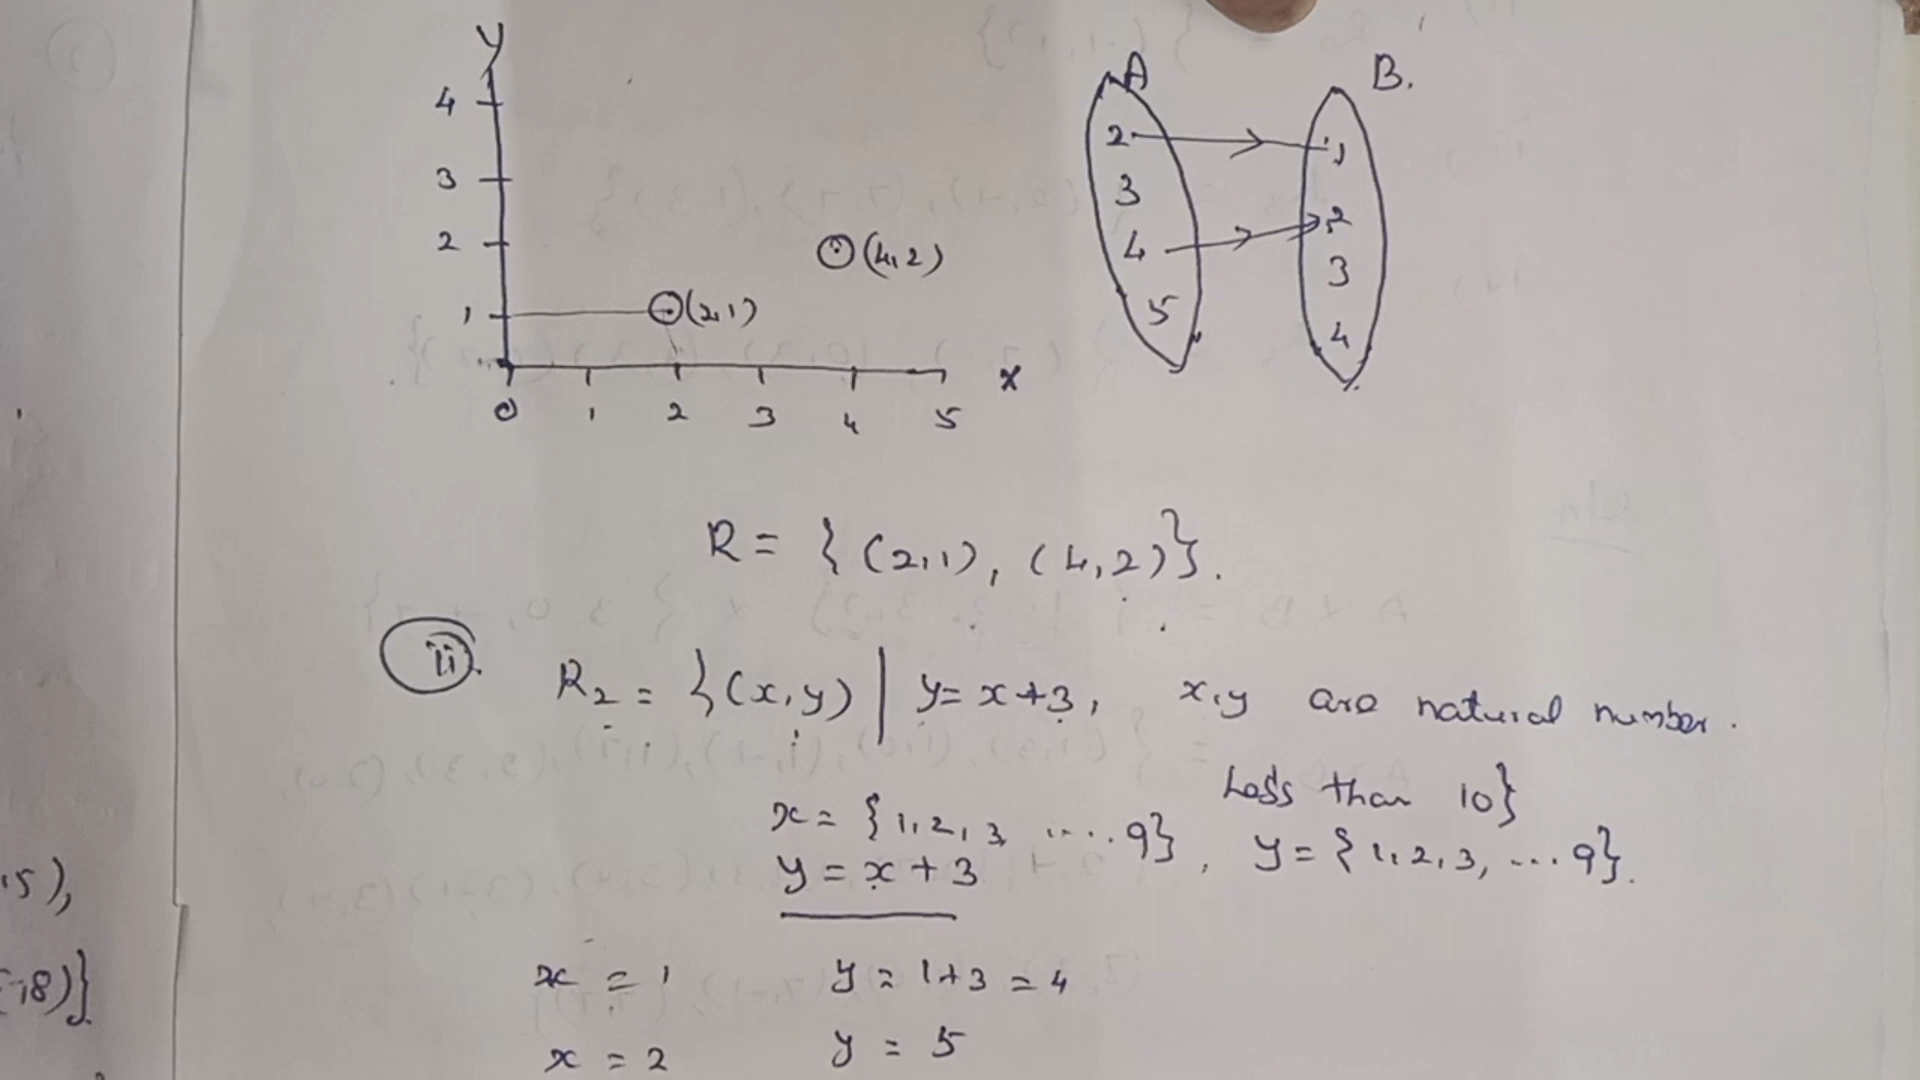 y
4
3
2
1
(4,2)
(2,1)
0 1 2 3 4 5 x
A B.
2 1
3 2
4 3
5 4
R = { (2,1), (4,2)}.
ii. R2 = {(x,y) | y = x+3, x,y are natural number.
Less than 10}
x = { 1,2,3 .... 9}, y = { 1,2,3, ... 9}.
y = x + 3
x = 1 y = 1+3 = 4
x = 2 y = 5
5),
,18)}